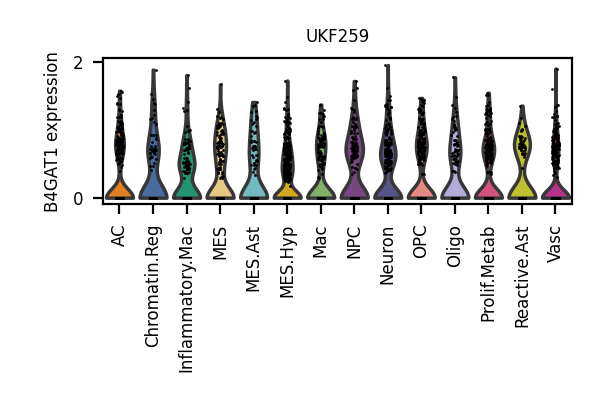 UKF259
B4GAT1 expression
2
0
AC
Chromatin.Reg
Inflammatory.Mac
MES
MES.Ast
MES.Hyp
Mac
NPC
Neuron
OPC
Oligo
Prolif.Metab
Reactive.Ast
Vasc